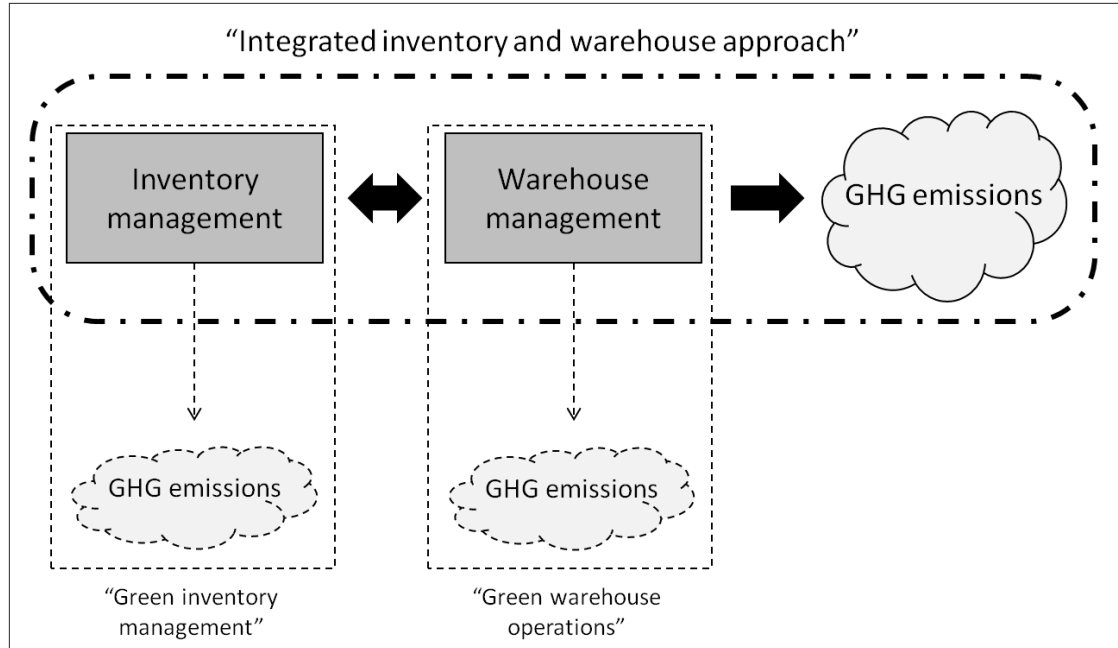 “Integrated inventory and warehouse approach”
Inventory
management
Warehouse
management
GHG emissions
GHG emissions
GHG emissions
“Green inventory
management”
“Green warehouse
operations”